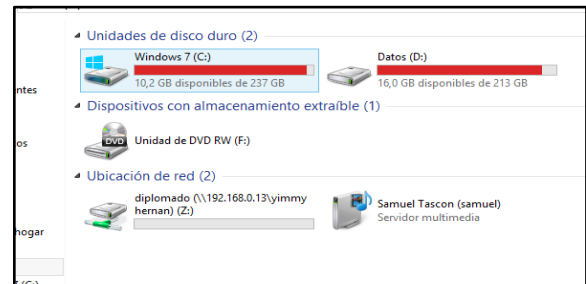 Unidades de disco duro (2)
Windows 7 (C:)
10,2 GB disponibles de 237 GB
Datos (D:)
16,0 GB disponibles de 213 GB
ntes
Dispositivos con almacenamiento extraíble (1)
DVD
Unidad de DVD RW (F:)
os
Ubicación de red (2)
diplomado (\\192.168.0.13\yimmy
hernan) (Z:)
Samuel Tascon (samuel)
Servidor multimedia
hogar